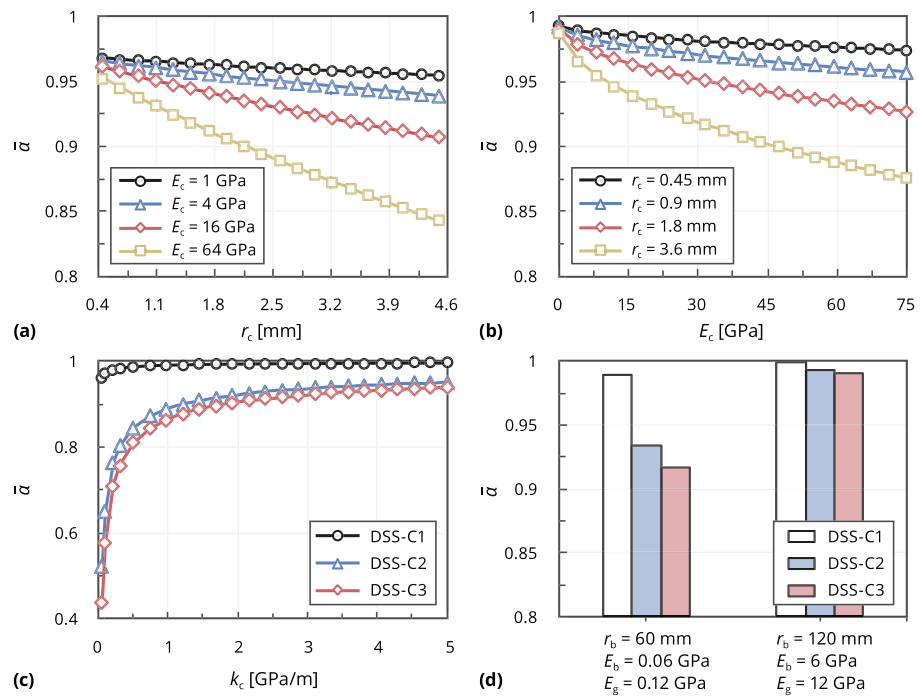 1
0.95
0.9
0.85
0.8
ā
E_c = 1 GPa
E_c = 4 GPa
E_c = 16 GPa
E_c = 64 GPa
0.4 1.1 1.8 2.5 3.2 3.9 4.6
(a) r_c [mm]
1
0.95
0.9
0.85
0.8
ā
r_c = 0.45 mm
r_c = 0.9 mm
r_c = 1.8 mm
r_c = 3.6 mm
0 15 30 45 60 75
(b) E_c [GPa]
1
0.8
0.6
0.4
ā
DSS-C1
DSS-C2
DSS-C3
0 1 2 3 4 5
(c) k_c [GPa/m]
1
0.95
0.9
0.85
0.8
ā
DSS-C1
DSS-C2
DSS-C3
r_b = 60 mm
E_b = 0.06 GPa
E_g = 0.12 GPa
r_b = 120 mm
E_b = 6 GPa
E_g = 12 GPa
(d)